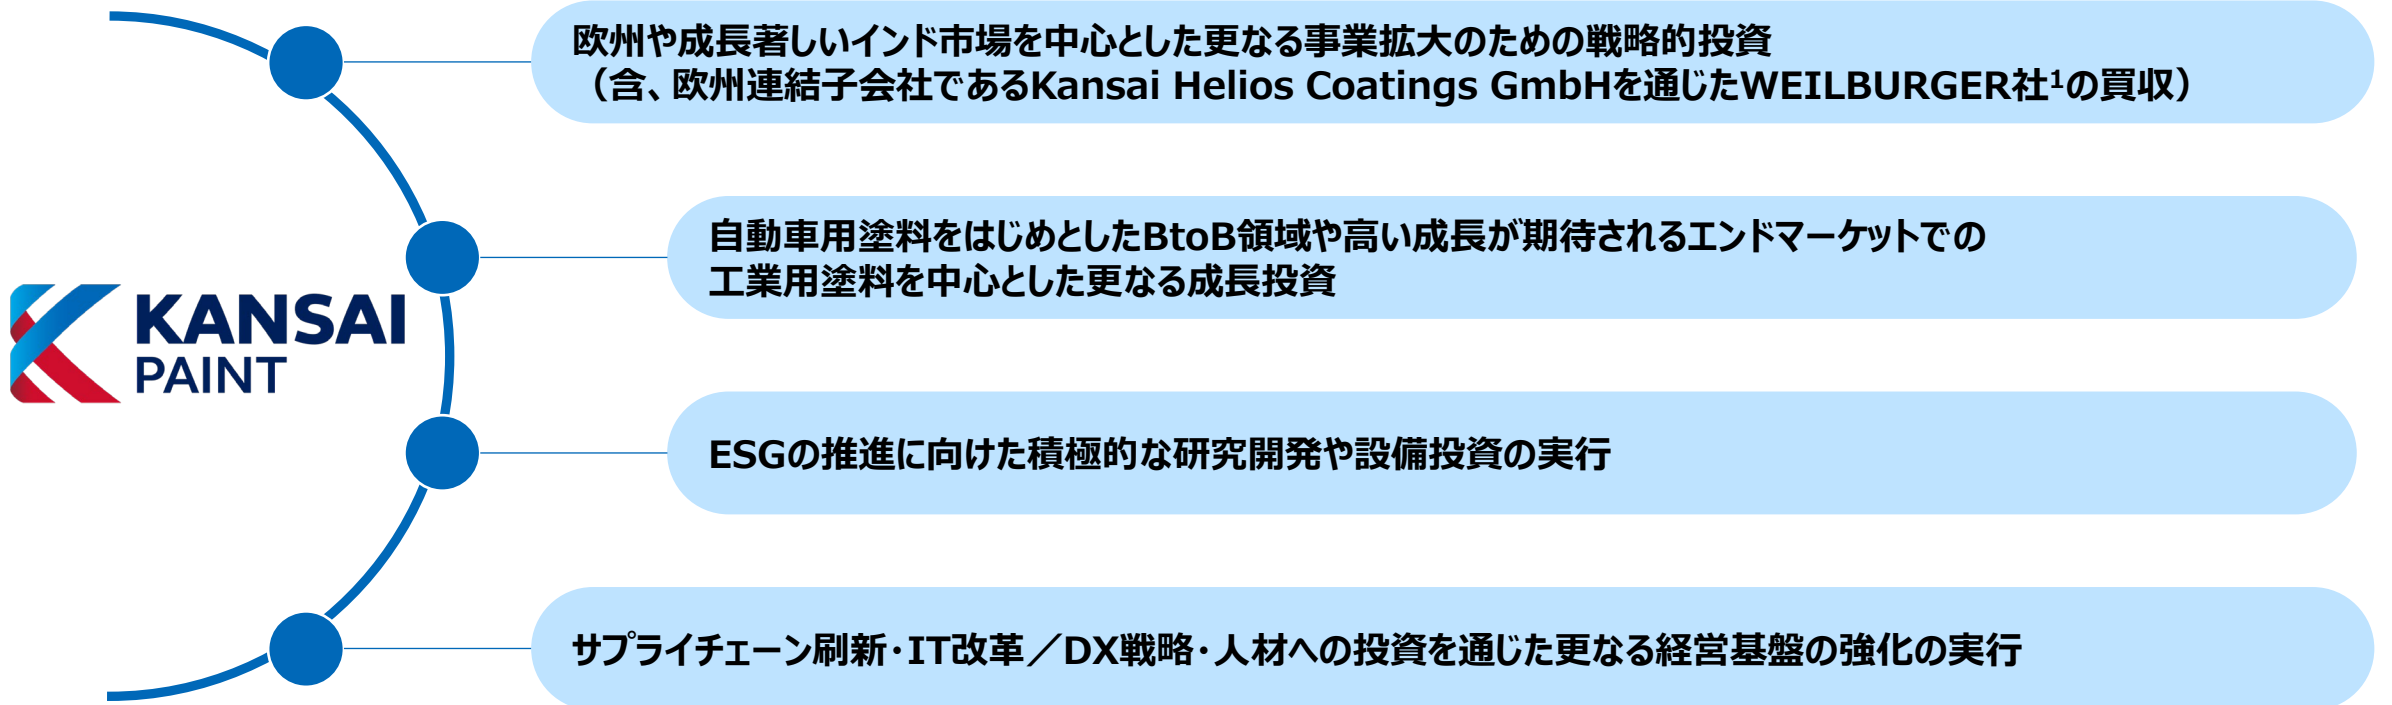 欧州や成長著しいインド市場を中心とした更なる事業拡大のための戦略的投資
（含、欧州連結子会社であるKansai Helios Coatings GmbHを通じたWEILBURGER社1の買収）
自動車用塗料をはじめとしたBtoB領域や高い成長が期待されるエンドマーケットでの
工業用塗料を中心とした更なる成長投資
KANSAI
PAINT
ESGの推進に向けた積極的な研究開発や設備投資の実行
サプライチェーン刷新・IT改革／DX戦略・人材への投資を通じた更なる経営基盤の強化の実行